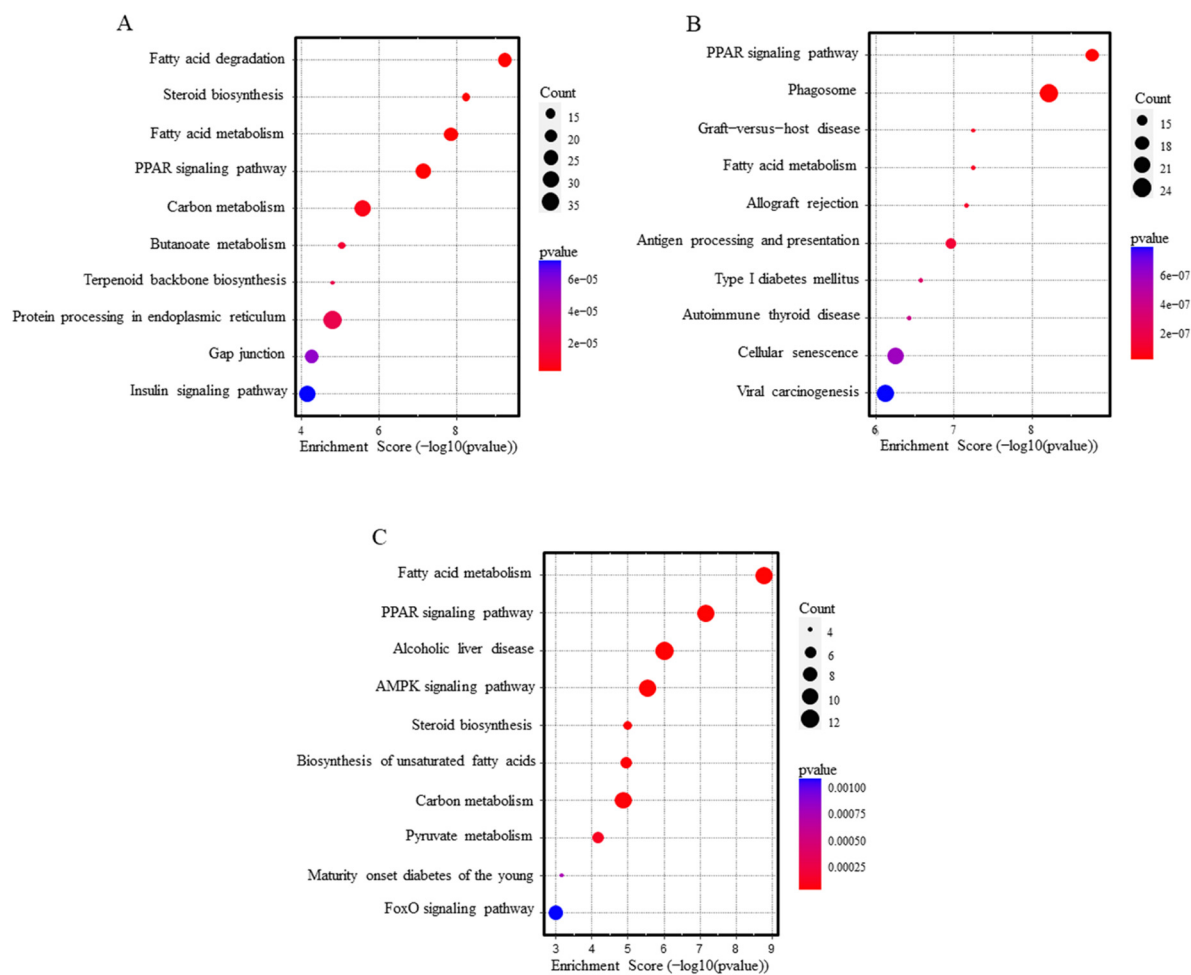 A
Fatty acid degradation
Steroid biosynthesis
Fatty acid metabolism
PPAR signaling pathway
Carbon metabolism
Butanoate metabolism
Terpenoid backbone biosynthesis
Protein processing in endoplasmic reticulum
Gap junction
Insulin signaling pathway
4 6 8
Enrichment Score (−log10(pvalue))
Count
15
20
25
30
35
pvalue
6e−05
4e−05
2e−05
B
PPAR signaling pathway
Phagosome
Graft−versus−host disease
Fatty acid metabolism
Allograft rejection
Antigen processing and presentation
Type I diabetes mellitus
Autoimmune thyroid disease
Cellular senescence
Viral carcinogenesis
6 7 8
Enrichment Score (−log10(pvalue))
Count
15
18
21
24
pvalue
6e−07
4e−07
2e−07
C
Fatty acid metabolism
PPAR signaling pathway
Alcoholic liver disease
AMPK signaling pathway
Steroid biosynthesis
Biosynthesis of unsaturated fatty acids
Carbon metabolism
Pyruvate metabolism
Maturity onset diabetes of the young
FoxO signaling pathway
3 4 5 6 7 8 9
Enrichment Score (−log10(pvalue))
Count
4
6
8
10
12
pvalue
0.00100
0.00075
0.00050
0.00025